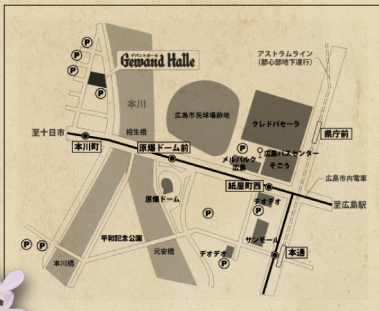 アストラムライン
(都心部地下運行)
ゲバントホール
Gewand Halle
本川
広島市民球場跡地
クレドパセーラ
県庁前
至十日市
相生橋
本川町
原爆ドーム前
メルパルク
広島
広島バスセンター
そごう
紙屋町西
広島市内電車
至広島駅
原爆ドーム
デオデオ
平和記念公園
元安橋
本川橋
デオデオ
サンモール
本通
P
P
P
P
P
P
P
P
P
P